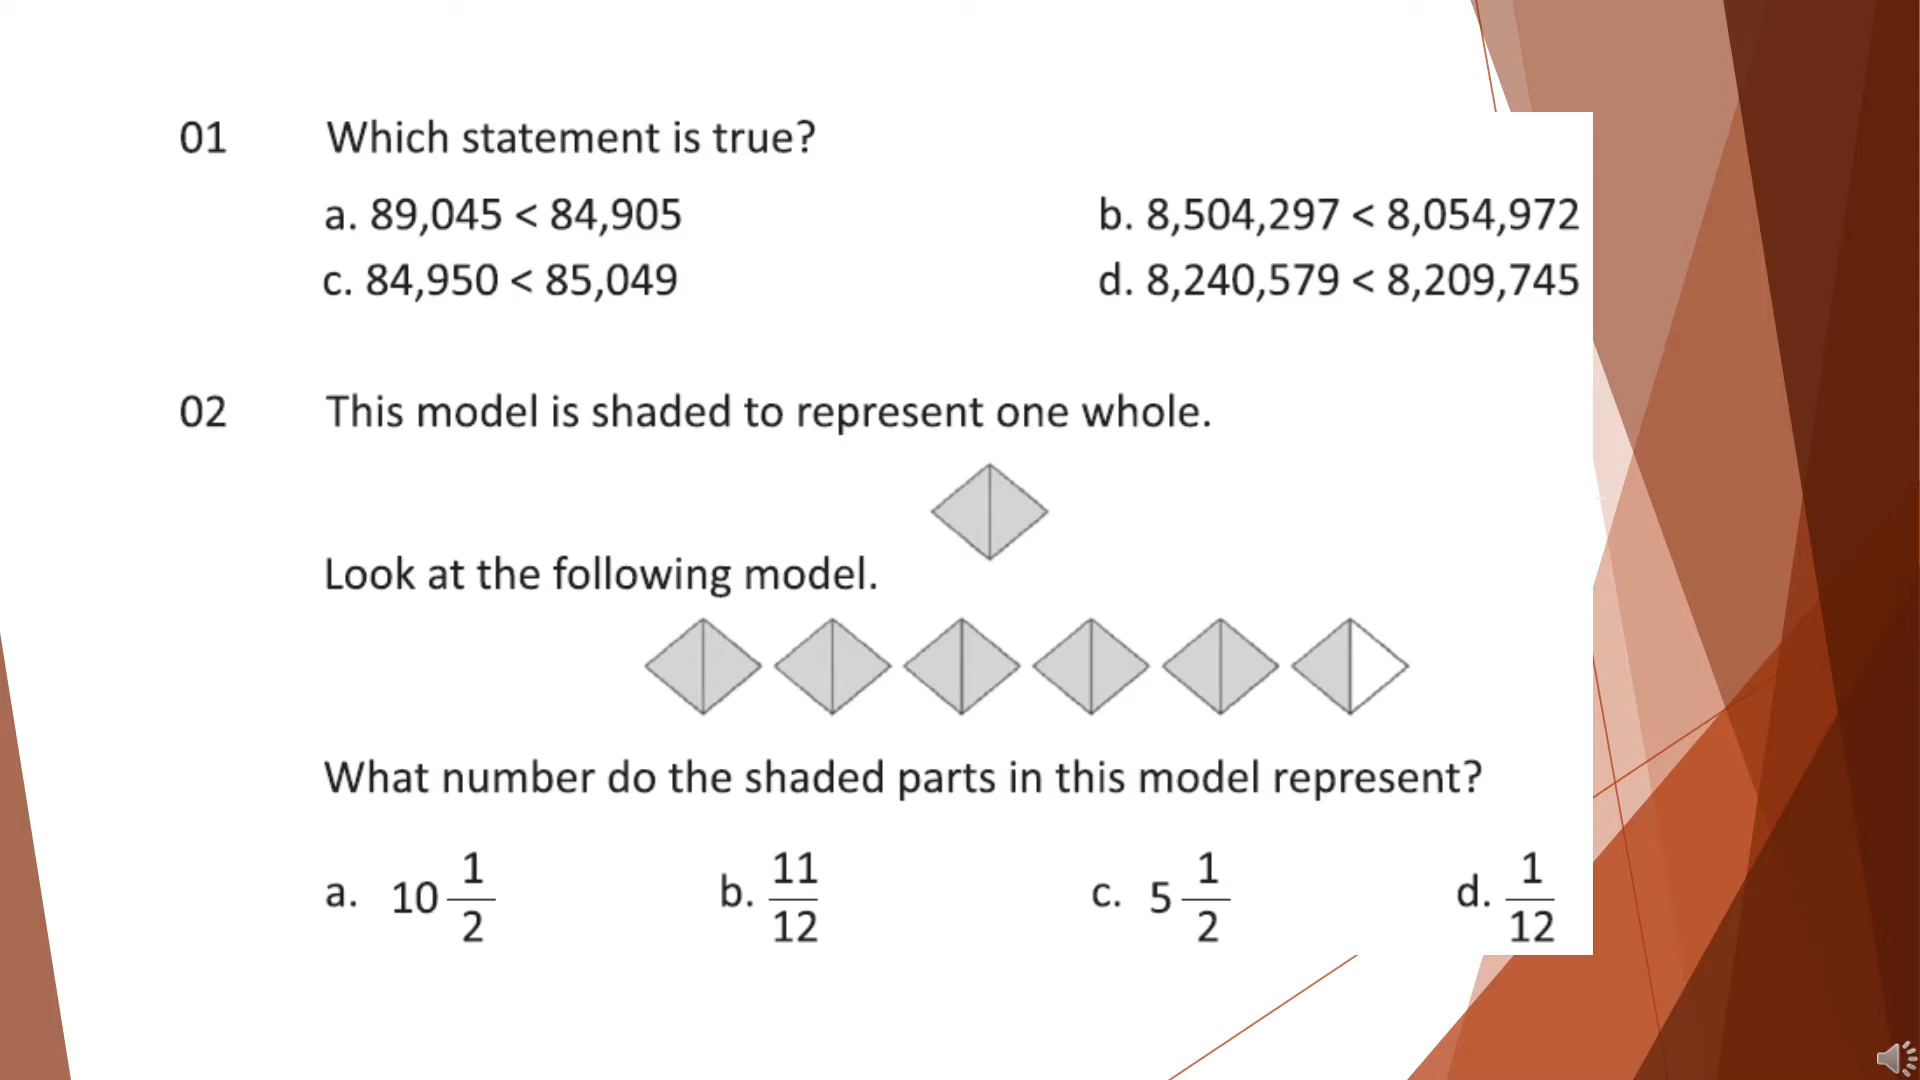 01 Which statement is true?
a. 89,045 < 84,905 b. 8,504,297 < 8,054,972
c. 84,950 < 85,049 d. 8,240,579 < 8,209,745
02 This model is shaded to represent one whole.
Look at the following model.
What number do the shaded parts in this model represent?
a. 10 1/2 b. 11/12 c. 5 1/2 d. 1/12